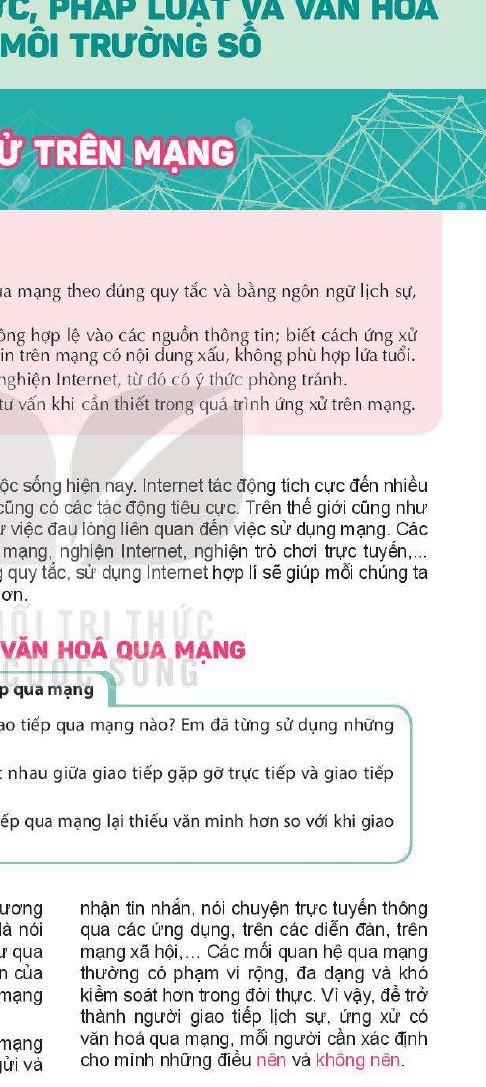 ỨC, PHÁP LUẬT VÀ VĂN HOÁ
MÔI TRƯỜNG SỐ
XỬ TRÊN MẠNG
ua mạng theo đúng quy tắc và bằng ngôn ngữ lịch sự,
ông hợp lệ vào các nguồn thông tin; biết cách ứng xử
in trên mạng có nội dung xấu, không phù hợp lứa tuổi.
nghiện Internet, từ đó có ý thức phòng tránh.
tư vấn khi cần thiết trong quá trình ứng xử trên mạng.
ộc sống hiện nay. Internet tác động tích cực đến nhiều
cũng có các tác động tiêu cực. Trên thế giới cũng như
ự việc đau lòng liên quan đến việc sử dụng mạng. Các
mạng, nghiện Internet, nghiện trò chơi trực tuyến,...
g quy tắc, sử dụng Internet hợp lí sẽ giúp mỗi chúng ta
ơn.
NỐI TRI THỨC
VĂN HOÁ QUA MẠNG
CUỘC SỐNG
p qua mạng
ao tiếp qua mạng nào? Em đã từng sử dụng những
t nhau giữa giao tiếp gặp gỡ trực tiếp và giao tiếp
iếp qua mạng lại thiếu văn minh hơn so với khi giao
ương
là nói
ư qua
n của
mạng
mạng
gửi và
nhận tin nhắn, nói chuyện trực tuyến thông
qua các ứng dụng, trên các diễn đàn, trên
mạng xã hội,... Các mối quan hệ qua mạng
thường có phạm vi rộng, đa dạng và khó
kiểm soát hơn trong đời thực. Vì vậy, để trở
thành người giao tiếp lịch sự, ứng xử có
văn hoá qua mạng, mỗi người cần xác định
cho mình những điều nên và không nên.